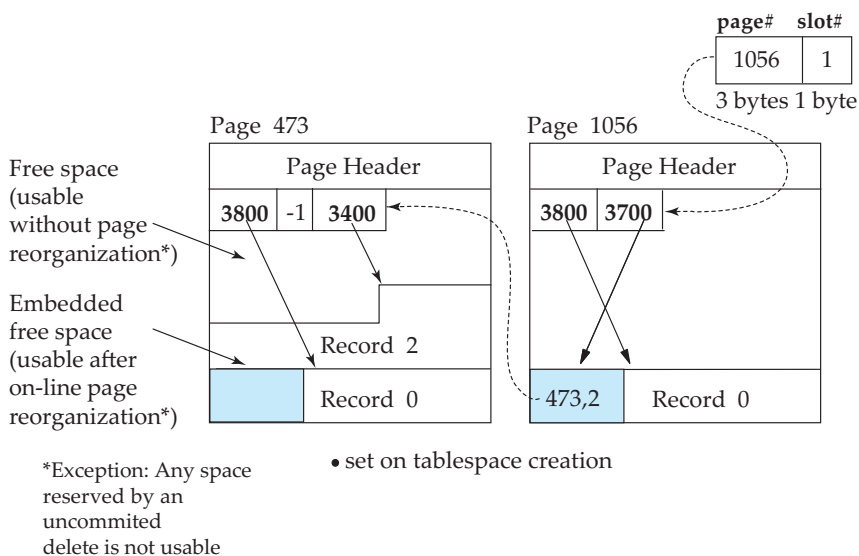 page# slot#
1056 1
3 bytes 1 byte
Page 473
Page 1056
Page Header
Page Header
3800 -1 3400
3800 3700
Free space
(usable
without page
reorganization*)
Embedded
free space
(usable after
on-line page
reorganization*)
Record 2
Record 0
473,2 Record 0
*Exception: Any space
reserved by an
uncommited
delete is not usable
• set on tablespace creation